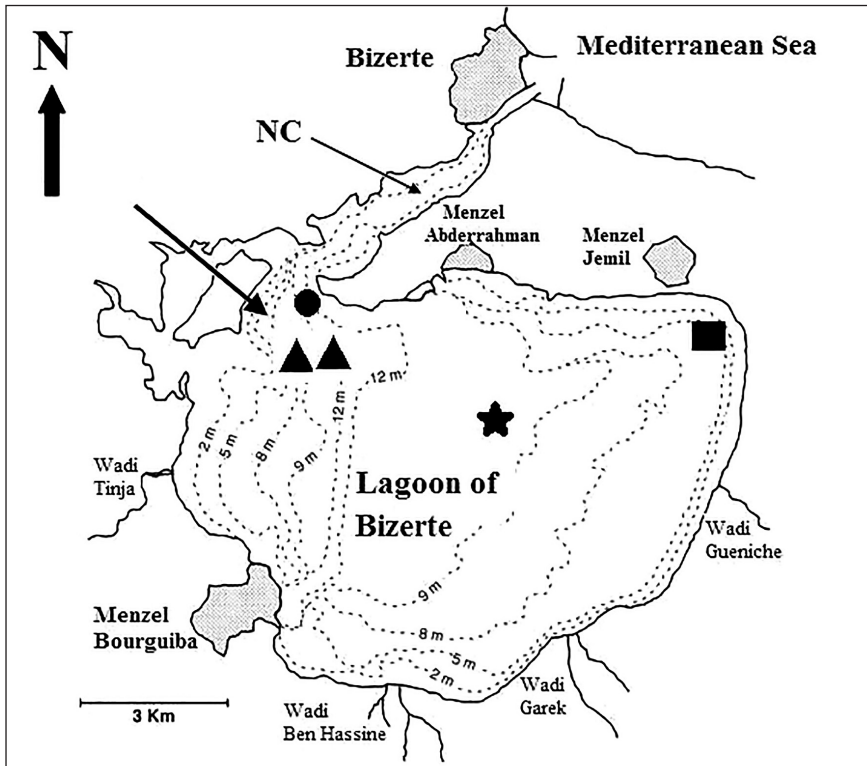 Mediterranean Sea
Bizerte
N
NC
Menzel
Abderrahman
Menzel
Jemil
12 m
12 m
2 m
5 m
8 m
9 m
Wadi
Tinja
Lagoon of
Bizerte
Wadi
Gueniche
Menzel
Bourguiba
9 m
8 m
5 m
2 m
3 Km
Wadi
Ben Hassine
Wadi
Garek